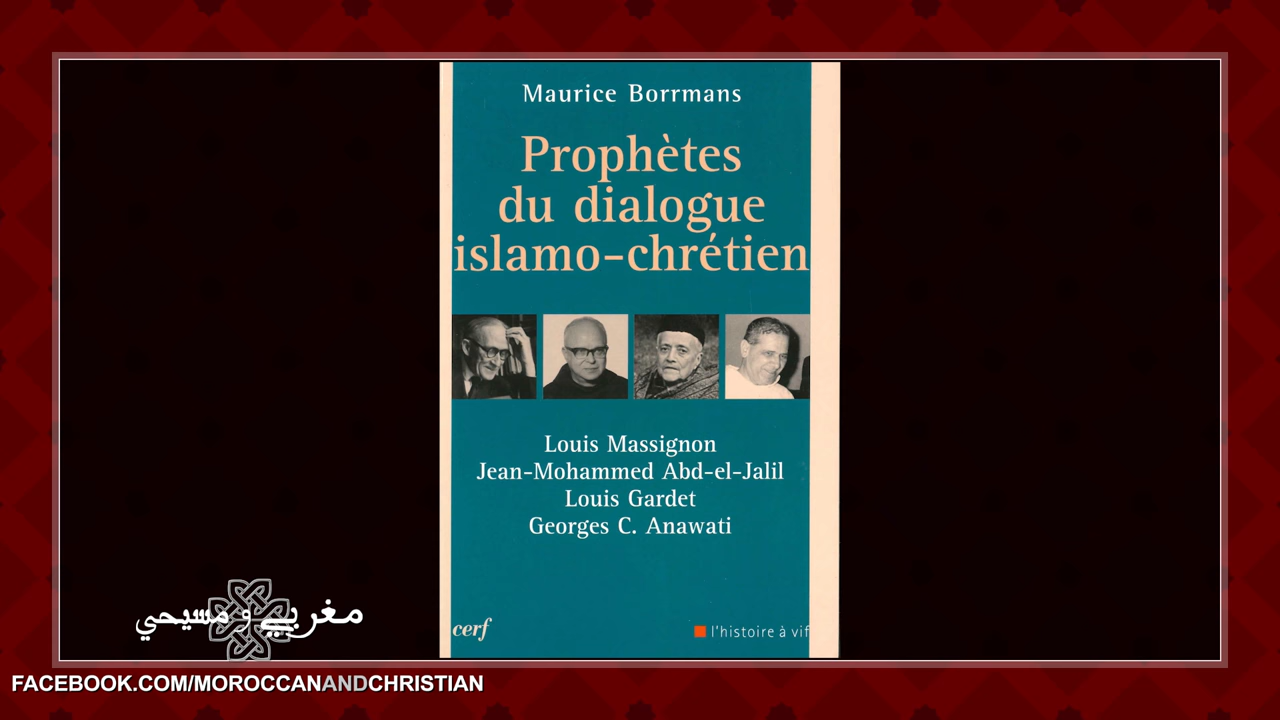 Maurice Borrmans
Prophètes
du dialogue
islamo-chrétien
Louis Massignon
Jean-Mohammed Abd-el-Jalil
Louis Gardet
Georges C. Anawati
cerf
l'histoire à vif
مغربي و مسيحي
FACEBOOK.COM/MOROCCANANDCHRISTIAN